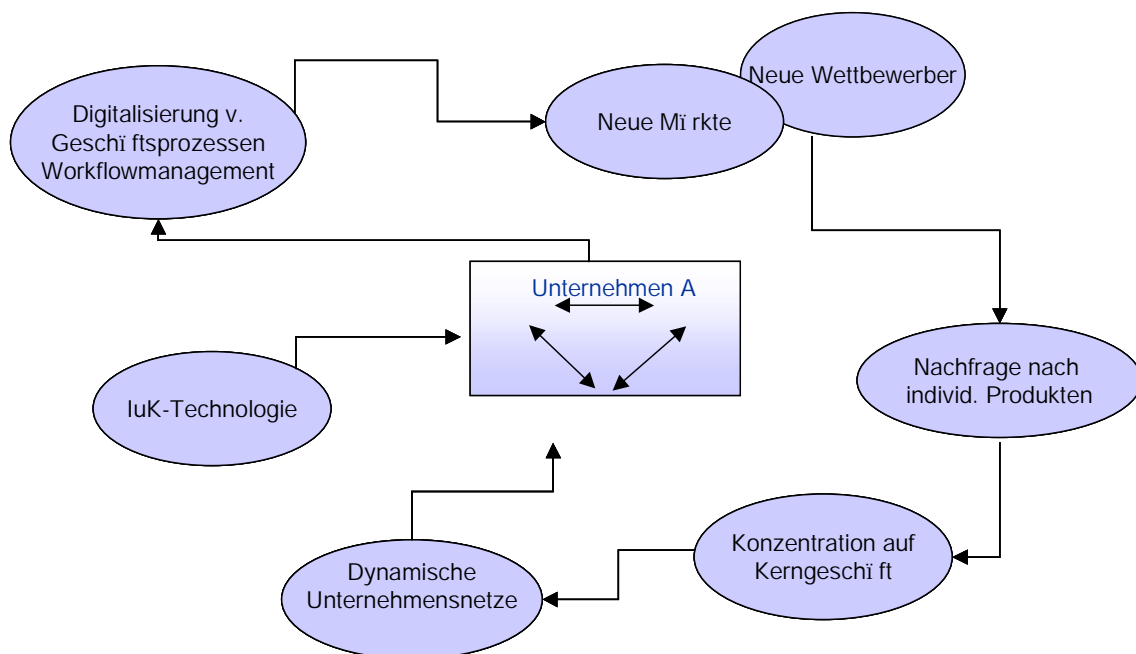 Neue Wettbewerber
Digitalisierung v.
Geschï ftsprozessen
Workflowmanagement
Neue Mï rkte
Unternehmen A
Nachfrage nach
individ. Produkten
IuK-Technologie
Konzentration auf
Kerngeschï ft
Dynamische
Unternehmensnetze